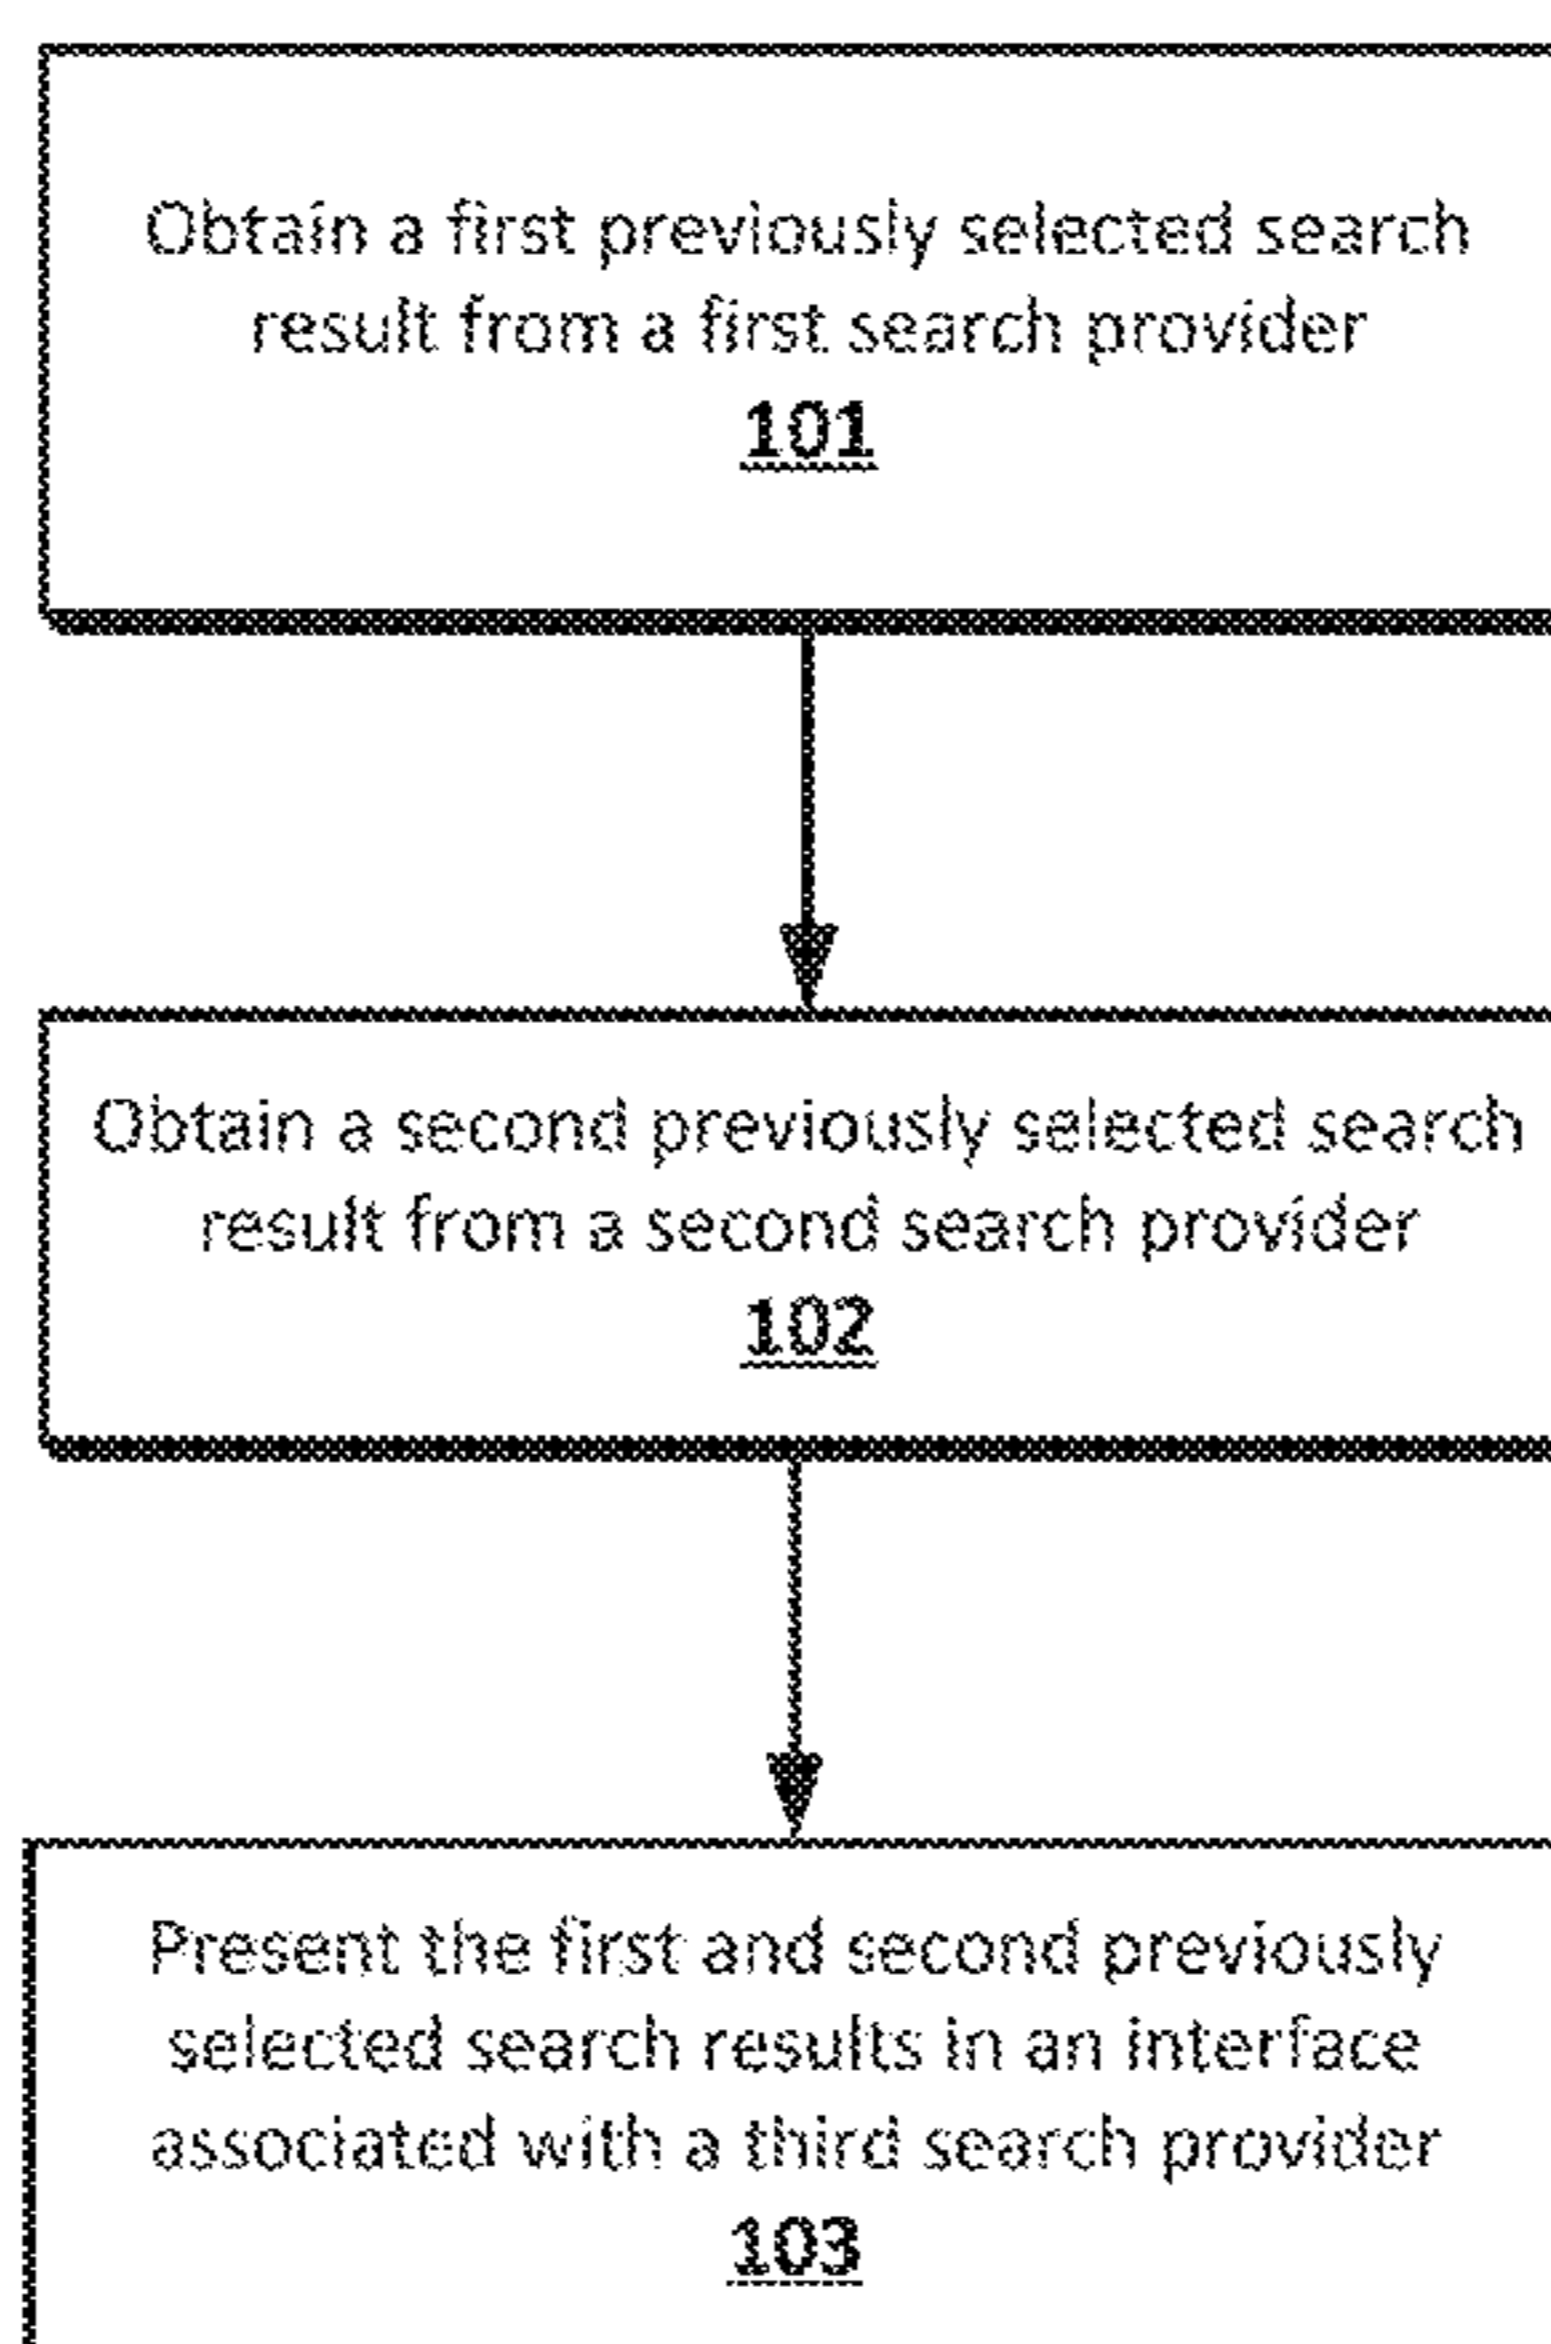 Obtain a first previously selected search
result from a first search provider
101
Obtain a second previously selected search
result from a second search provider
102
Present the first and second previously
selected search results in an interface
associated with a third search provider
103